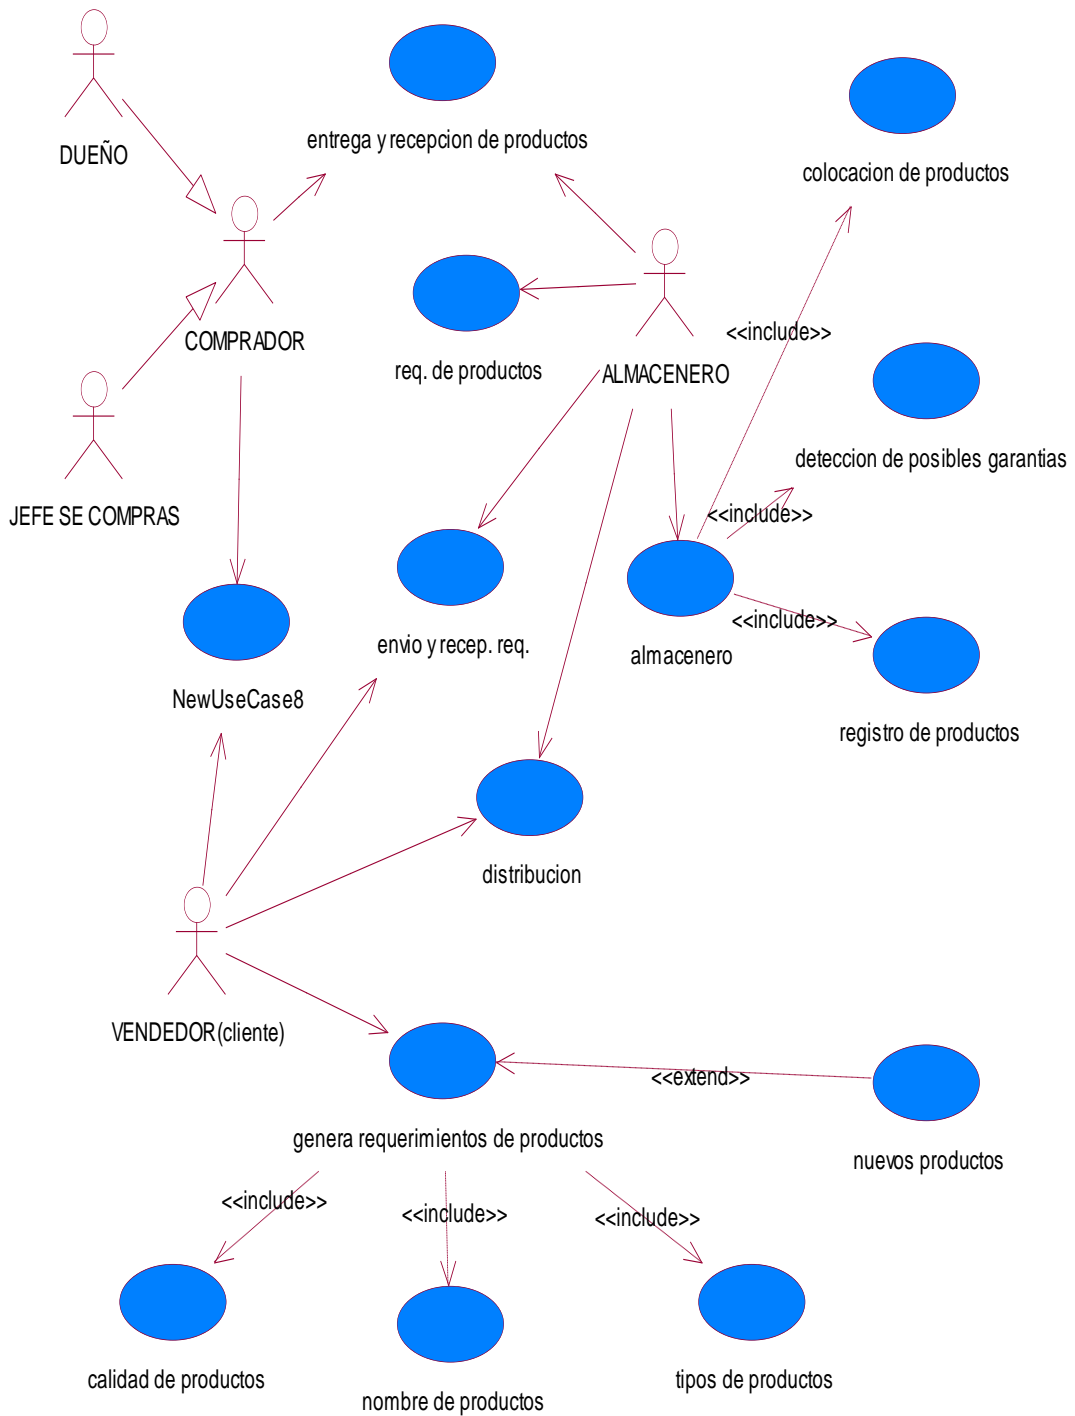 entrega y recepcion de productos
DUEÑO
colocacion de productos
COMPRADOR
<<include>>
req. de productos
ALMACENERO
deteccion de posibles garantias
JEFE SE COMPRAS
<<include>>
<<include>>
envio y recep. req.
almacenero
NewUseCase8
registro de productos
distribucion
VENDEDOR(cliente)
<<extend>>
genera requerimientos de productos
nuevos productos
<<include>>
<<include>>
<<include>>
calidad de productos
nombre de productos
tipos de productos